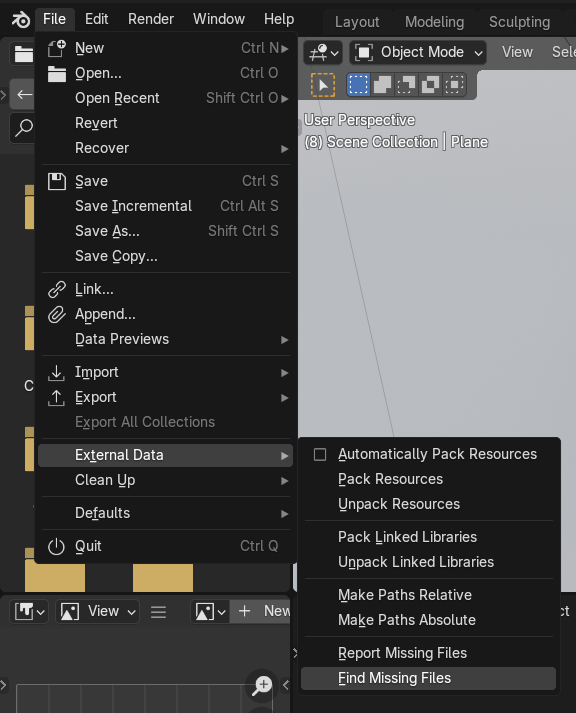 File Edit Render Window Help Layout Modeling Sculpting
New Ctrl N
Open... Ctrl O
Open Recent Shift Ctrl O
Revert
Recover
Save Ctrl S
Save Incremental Ctrl Alt S
Save As... Shift Ctrl S
Save Copy...
Link...
Append...
Data Previews
Import
Export
Export All Collections
External Data
Clean Up
Defaults
Quit Ctrl Q
Object Mode View Sele
User Perspective
(8) Scene Collection | Plane
Automatically Pack Resources
Pack Resources
Unpack Resources
Pack Linked Libraries
Unpack Linked Libraries
Make Paths Relative
Make Paths Absolute
Report Missing Files
Find Missing Files
C
View New
ct